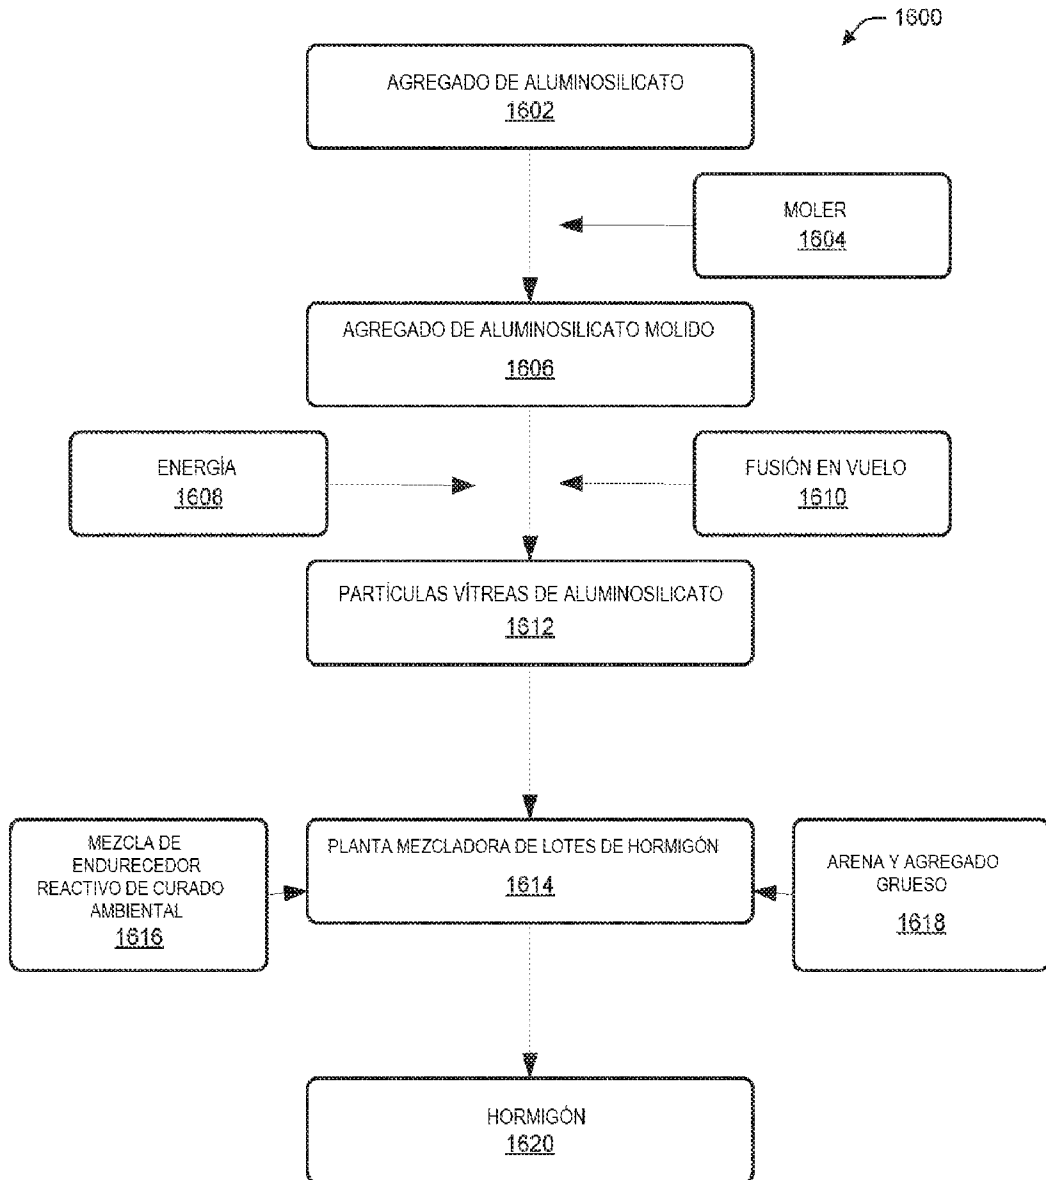 1600
AGREGADO DE ALUMINOSILICATO
1602
MOLER
1604
AGREGADO DE ALUMINOSILICATO MOLIDO
1606
ENERGÍA
1608
FUSIÓN EN VUELO
1610
PARTÍCULAS VÍTREAS DE ALUMINOSILICATO
1612
MEZCLA DE
ENDURECEDOR
REACTIVO DE CURADO
AMBIENTAL
1616
PLANTA MEZCLADORA DE LOTES DE HORMIGÓN
1614
ARENA Y AGREGADO
GRUESO
1618
HORMIGÓN
1620